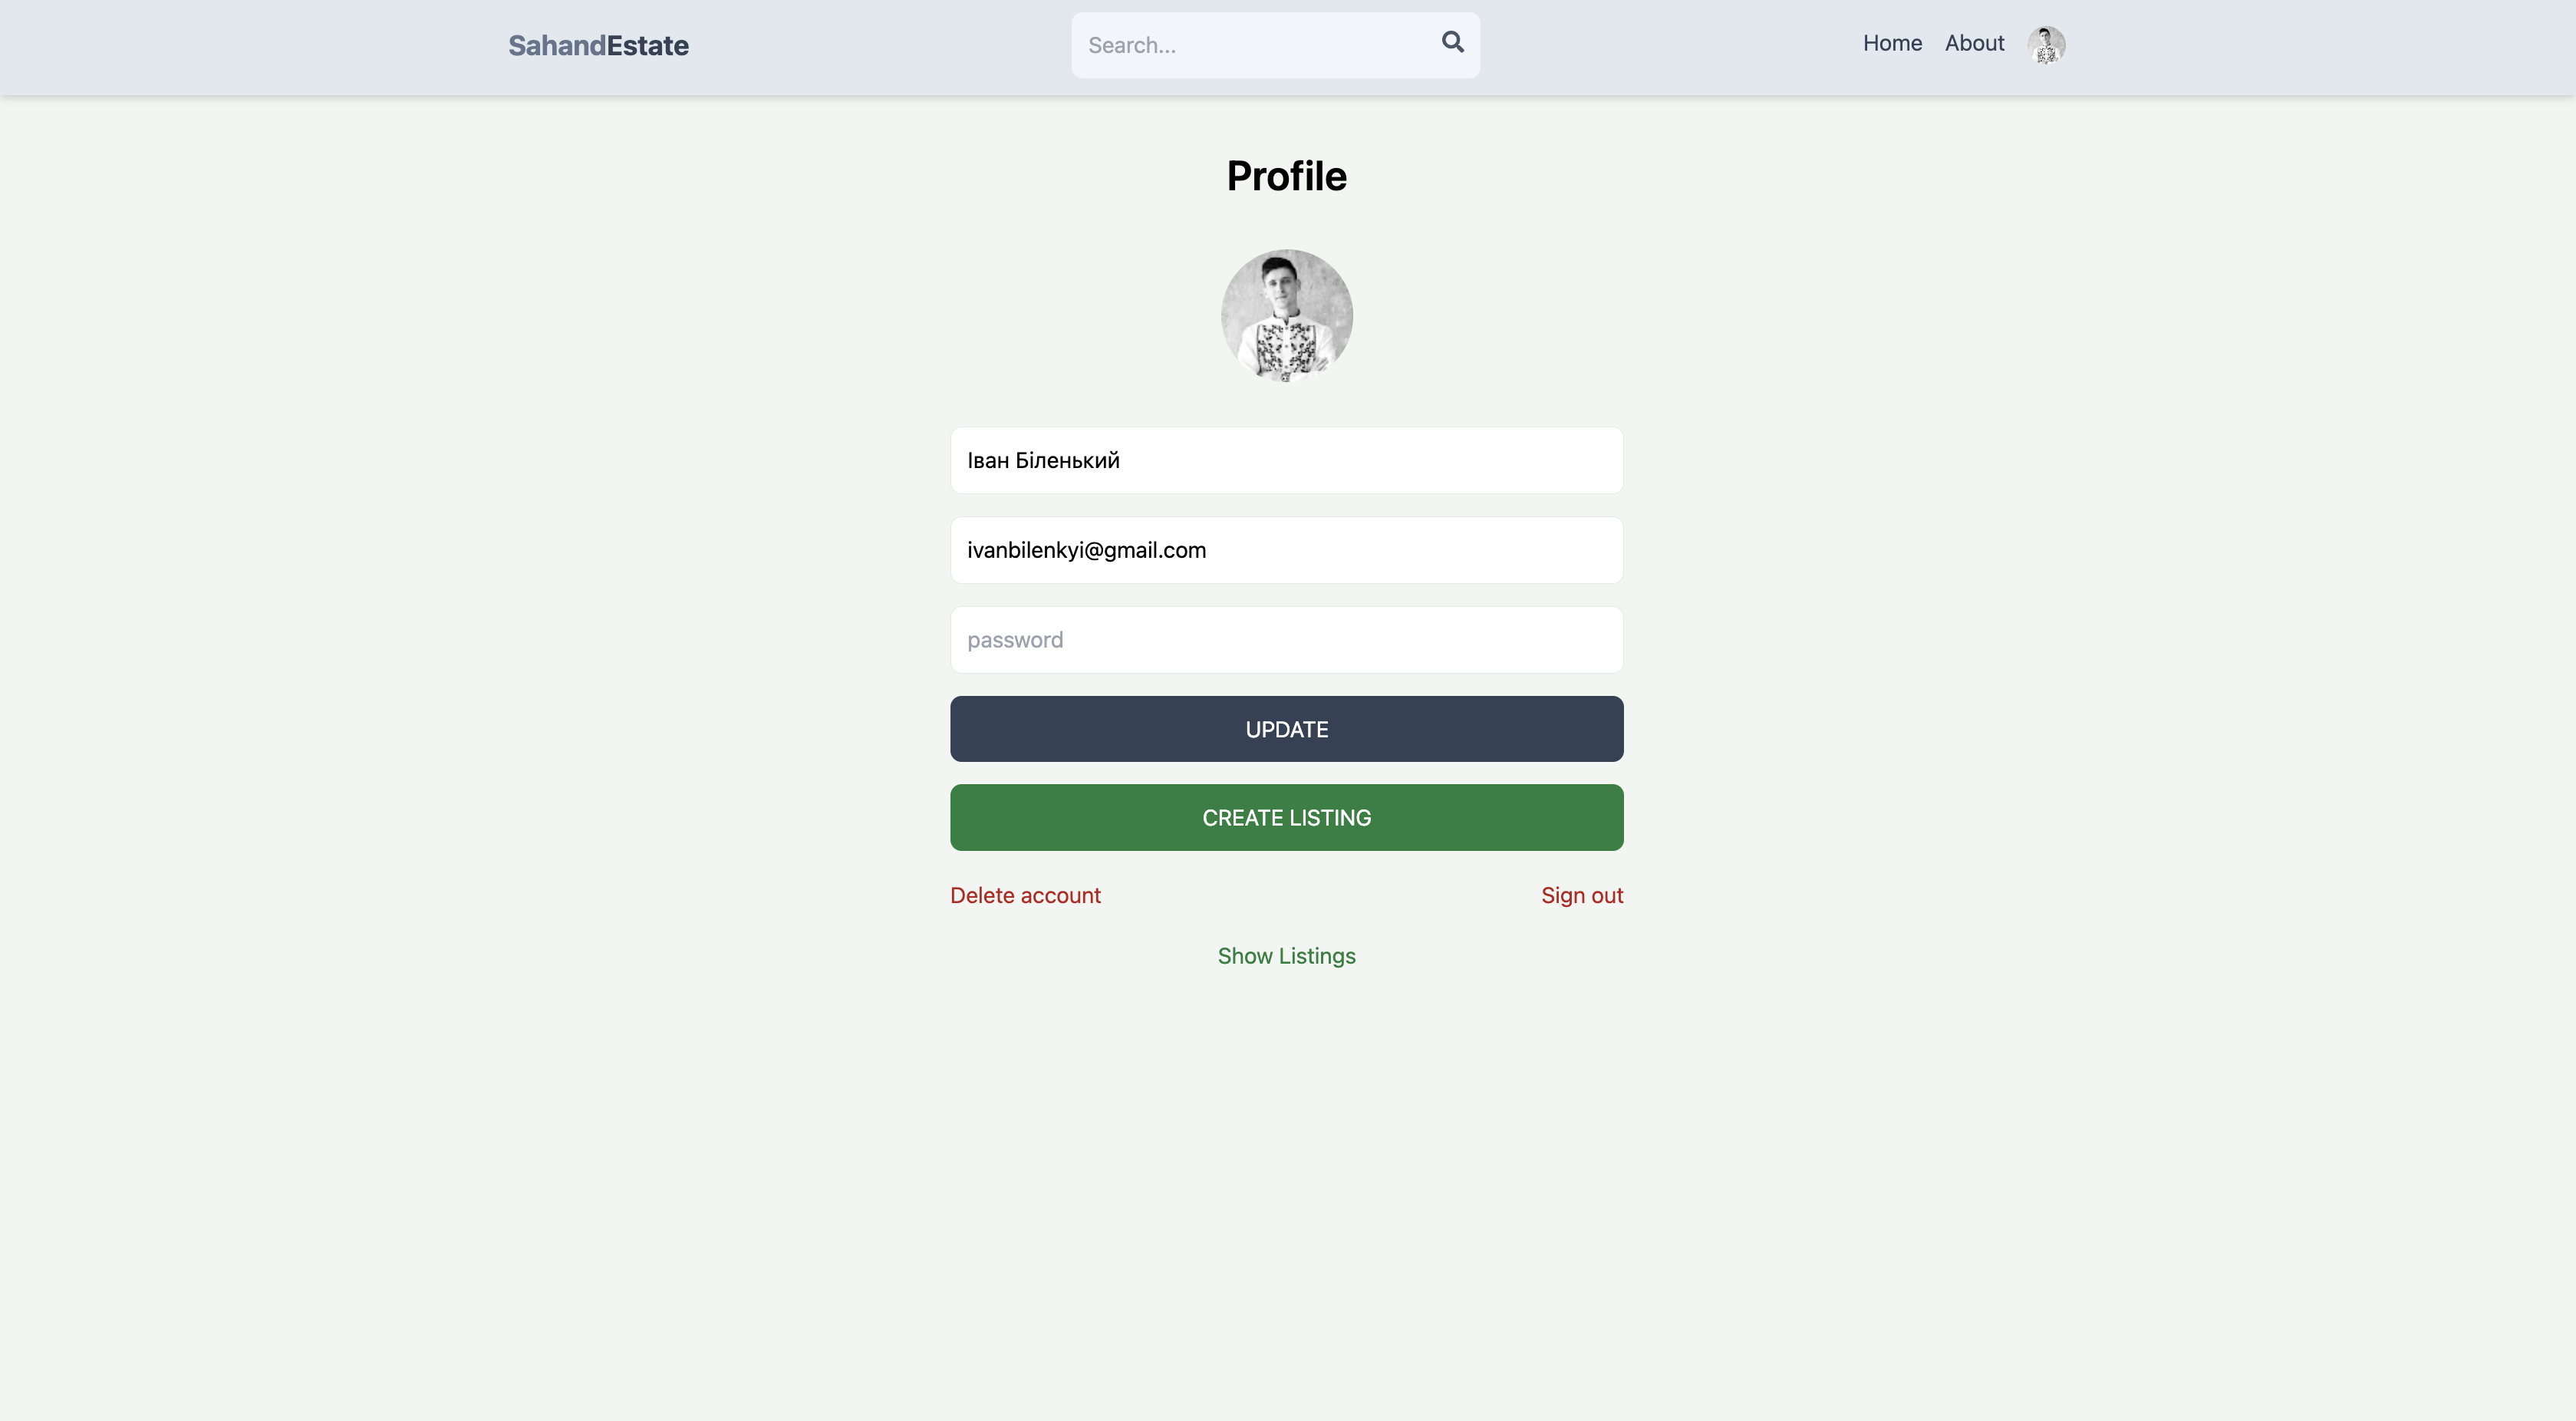 SahandEstate
Search...
Home About
Profile
Іван Біленький
ivanbilenkyi@gmail.com
password
UPDATE
CREATE LISTING
Delete account Sign out
Show Listings